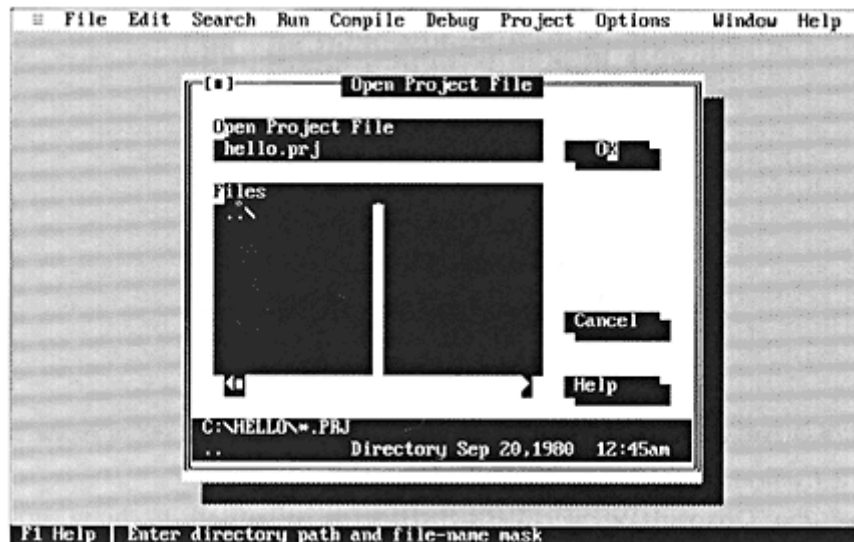 ≡ File Edit Search Run Compile Debug Project Options Window Help
[■] Open Project File
Open Project File
hello.prj
OK
Files
..\
Cancel
Help
C:\HELLO\*.PRJ
.. Directory Sep 20,1980 12:45am
F1 Help | Enter directory path and file-name mask